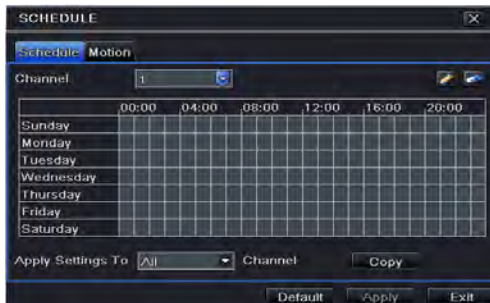 SCHEDULE
Schedule Motion
Channel 1
00:00 04:00 08:00 12:00 16:00 20:00
Sunday
Monday
Tuesday
Wednesday
Thursday
Friday
Saturday
Apply Settings To All Channel Copy
Default Apply Exit